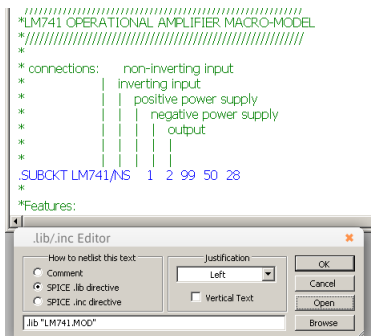 *////////////////////////////////////////////////////////
*LM741 OPERATIONAL AMPLIFIER MACRO-MODEL
*////////////////////////////////////////////////////////
*
* connections: non-inverting input
* | inverting input
* | | positive power supply
* | | | negative power supply
* | | | | output
* | | | | |
* | | | | |
.SUBCKT LM741/NS 1 2 99 50 28
*
*Features:
.lib/.inc Editor
How to netlist this text
Comment
SPICE .lib directive
SPICE .inc directive
Justification
Left
Vertical Text
OK
Cancel
Open
.lib "LM741.MOD"
Browse